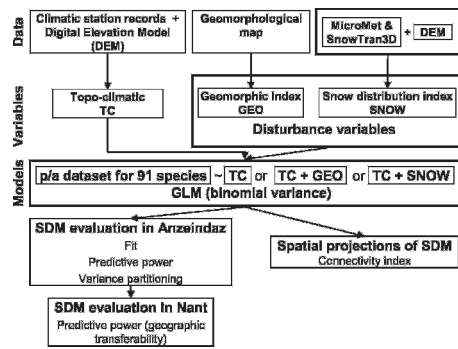 Data
Climatic station records +
Digital Elevation Model
(DEM)
Geomorphological
map
MicroMet &
SnowTran3D
+ DEM
Variables
Topo-climatic
TC
Geomorphic Index
GEO
Snow distribution index
SNOW
Disturbance variables
Models
p/a dataset for 91 species ~ TC or TC + GEO or TC + SNOW
GLM (binomial variance)
SDM evaluation in Anzeindaz
Fit
Predictive power
Variance partitioning
Spatial projections of SDM
Connectivity index
SDM evaluation in Nant
Predictive power (geographic
transferability)